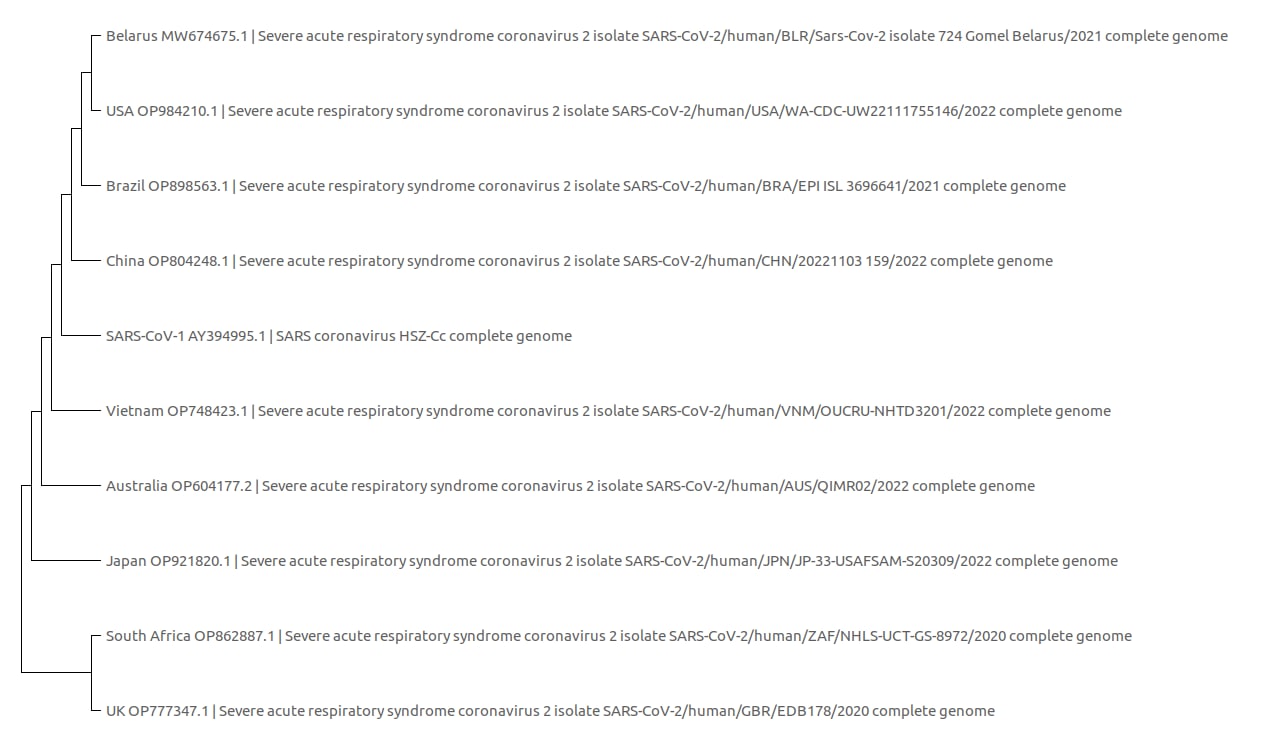 Belarus MW674675.1 | Severe acute respiratory syndrome coronavirus 2 isolate SARS-CoV-2/human/BLR/Sars-Cov-2 isolate 724 Gomel Belarus/2021 complete genome
USA OP984210.1 | Severe acute respiratory syndrome coronavirus 2 isolate SARS-CoV-2/human/USA/WA-CDC-UW22111755146/2022 complete genome
Brazil OP898563.1 | Severe acute respiratory syndrome coronavirus 2 isolate SARS-CoV-2/human/BRA/EPI ISL 3696641/2021 complete genome
China OP804248.1 | Severe acute respiratory syndrome coronavirus 2 isolate SARS-CoV-2/human/CHN/20221103 159/2022 complete genome
SARS-CoV-1 AY394995.1 | SARS coronavirus HSZ-Cc complete genome
Vietnam OP748423.1 | Severe acute respiratory syndrome coronavirus 2 isolate SARS-CoV-2/human/VNM/OUCRU-NHTD3201/2022 complete genome
Australia OP604177.2 | Severe acute respiratory syndrome coronavirus 2 isolate SARS-CoV-2/human/AUS/QIMR02/2022 complete genome
Japan OP921820.1 | Severe acute respiratory syndrome coronavirus 2 isolate SARS-CoV-2/human/JPN/JP-33-USAFSAM-S20309/2022 complete genome
South Africa OP862887.1 | Severe acute respiratory syndrome coronavirus 2 isolate SARS-CoV-2/human/ZAF/NHLS-UCT-GS-8972/2020 complete genome
UK OP777347.1 | Severe acute respiratory syndrome coronavirus 2 isolate SARS-CoV-2/human/GBR/EDB178/2020 complete genome